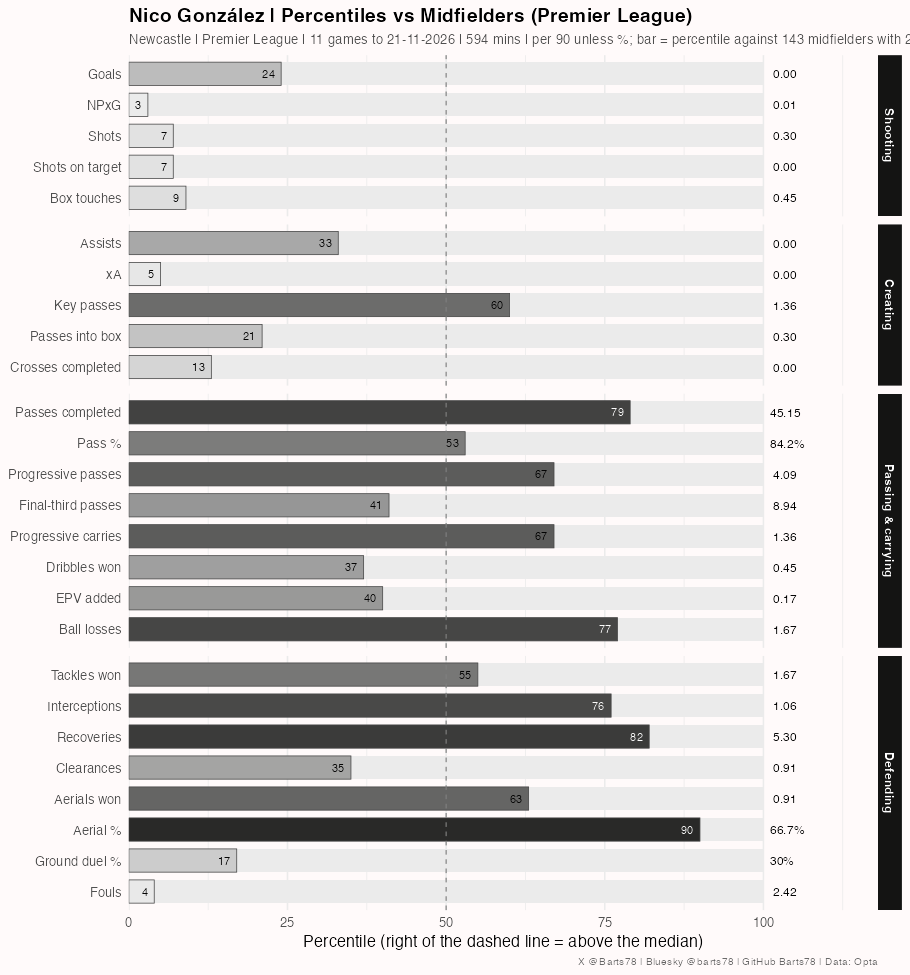 Nico González | Percentiles vs Midfielders (Premier League)
Newcastle | Premier League | 11 games to 21-11-2026 | 594 mins | per 90 unless %; bar = percentile against 143 midfielders with 2
Shooting
Goals 24 0.00
NPxG 3 0.01
Shots 7 0.30
Shots on target 7 0.00
Box touches 9 0.45
Creating
Assists 33 0.00
xA 5 0.00
Key passes 60 1.36
Passes into box 21 0.30
Crosses completed 13 0.00
Passing & carrying
Passes completed 79 45.15
Pass % 53 84.2%
Progressive passes 67 4.09
Final-third passes 41 8.94
Progressive carries 67 1.36
Dribbles won 37 0.45
EPV added 40 0.17
Ball losses 77 1.67
Defending
Tackles won 55 1.67
Interceptions 76 1.06
Recoveries 82 5.30
Clearances 35 0.91
Aerials won 63 0.91
Aerial % 90 66.7%
Ground duel % 17 30%
Fouls 4 2.42
0 25 50 75 100
Percentile (right of the dashed line = above the median)
X @Barts78 | Bluesky @barts78 | GitHub Barts78 | Data: Opta